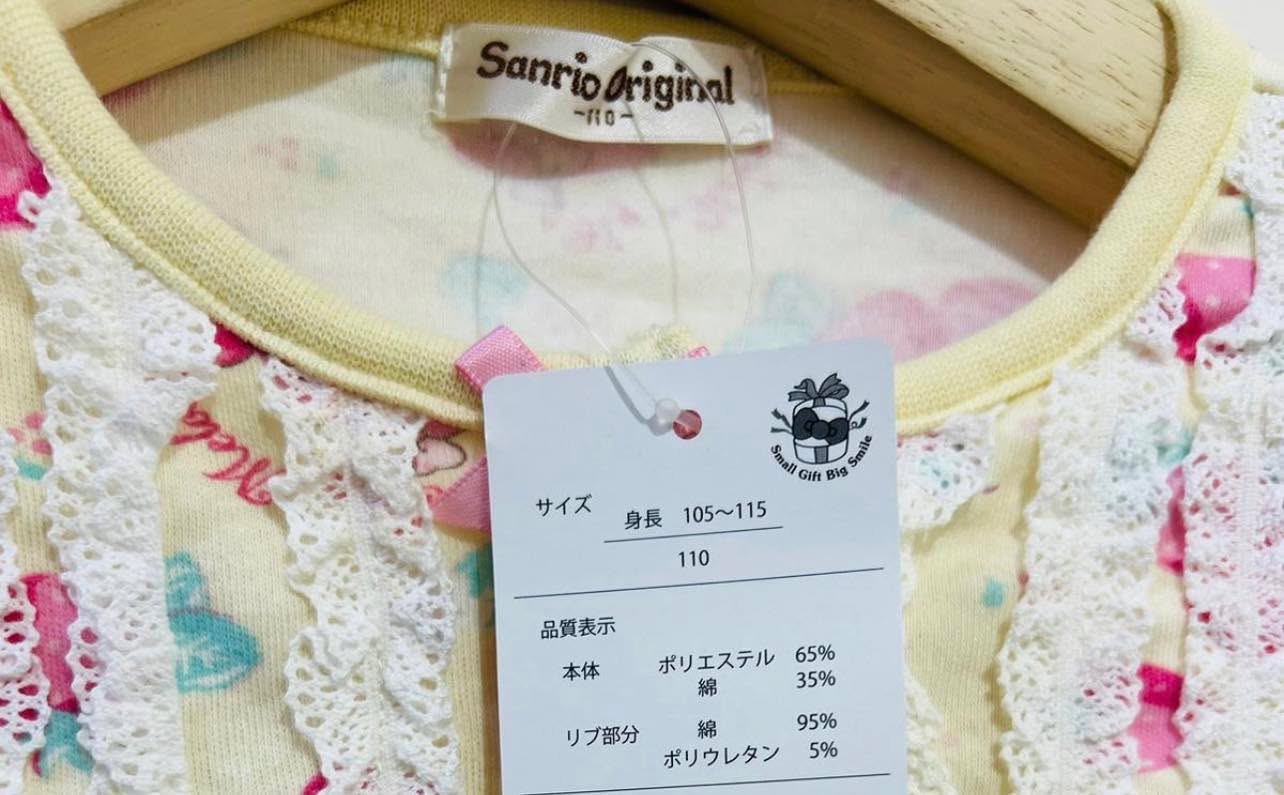 Sanrio Original
~110~
Small Gift Big Smile
サイズ 身長 105〜115
110
品質表示
本体 ポリエステル 65%
綿 35%
リブ部分 綿 95%
ポリウレタン 5%